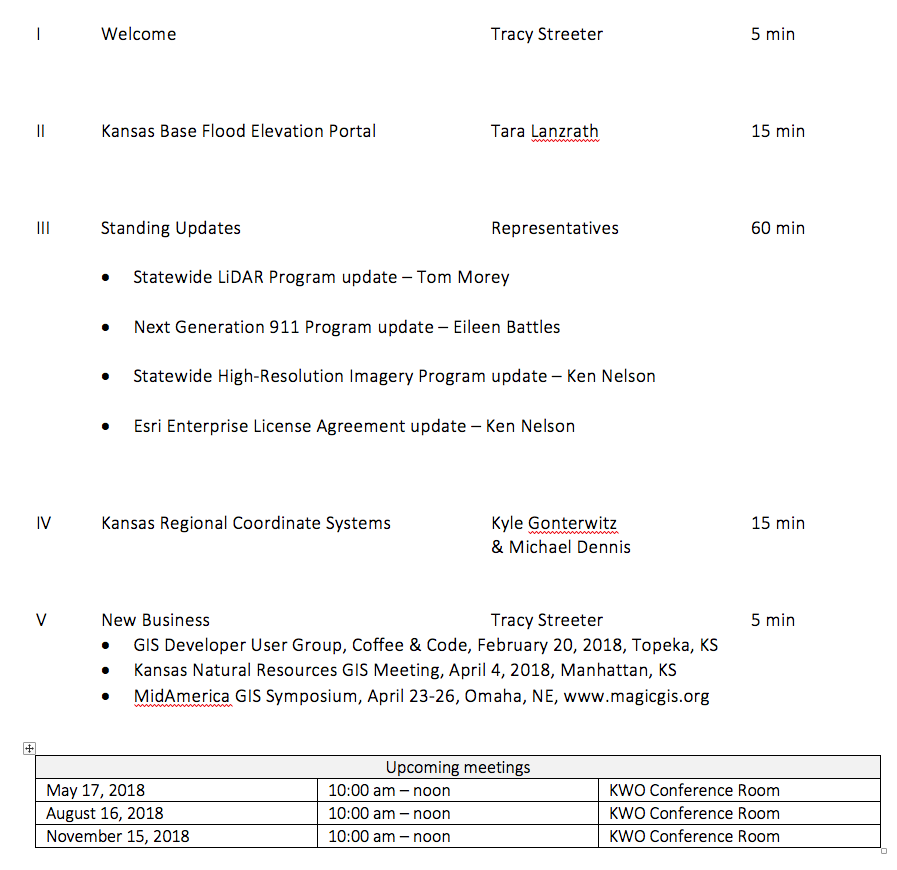 I Welcome Tracy Streeter 5 min
II Kansas Base Flood Elevation Portal Tara Lanzrath 15 min
III Standing Updates Representatives 60 min
• Statewide LiDAR Program update – Tom Morey
• Next Generation 911 Program update – Eileen Battles
• Statewide High-Resolution Imagery Program update – Ken Nelson
• Esri Enterprise License Agreement update – Ken Nelson
IV Kansas Regional Coordinate Systems Kyle Gonterwitz 15 min
& Michael Dennis
V New Business Tracy Streeter 5 min
• GIS Developer User Group, Coffee & Code, February 20, 2018, Topeka, KS
• Kansas Natural Resources GIS Meeting, April 4, 2018, Manhattan, KS
• MidAmerica GIS Symposium, April 23-26, Omaha, NE, www.magicgis.org
Upcoming meetings
May 17, 2018 10:00 am – noon KWO Conference Room
August 16, 2018 10:00 am – noon KWO Conference Room
November 15, 2018 10:00 am – noon KWO Conference Room